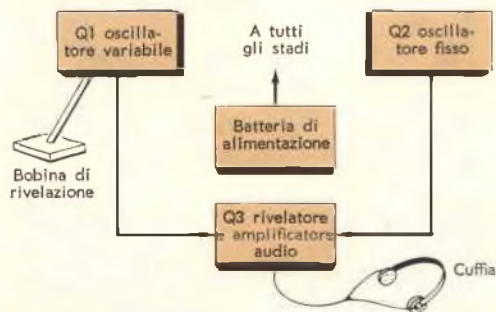 Q1 oscilla-
tore variabile
A tutti
gli stadi
Q2 oscilla-
tore fisso
Batteria di
alimentazione
Bobina di
rivelazione
Q3 rivelatore
amplificatore
audio
Cuffia